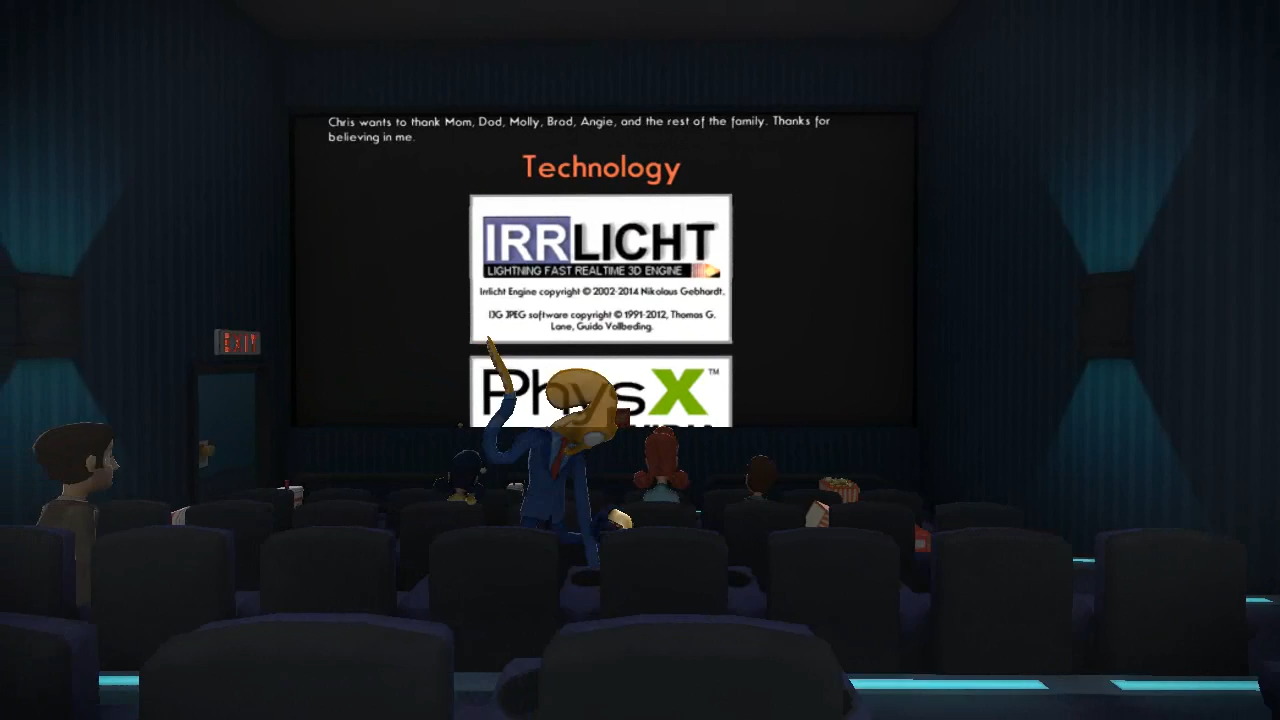 Chris wants to thank Mom, Dad, Molly, Brad, Angie, and the rest of the family. Thanks for
believing in me.
Technology
IRRLICHT
LIGHTNING FAST REALTIME 3D ENGINE
Irrlicht Engine copyright © 2002-2014 Nikolaus Gebhardt.
IJG JPEG software copyright © 1991-2012, Thomas G.
Lane, Guido Vollbeding.
EXIT
PhysX™